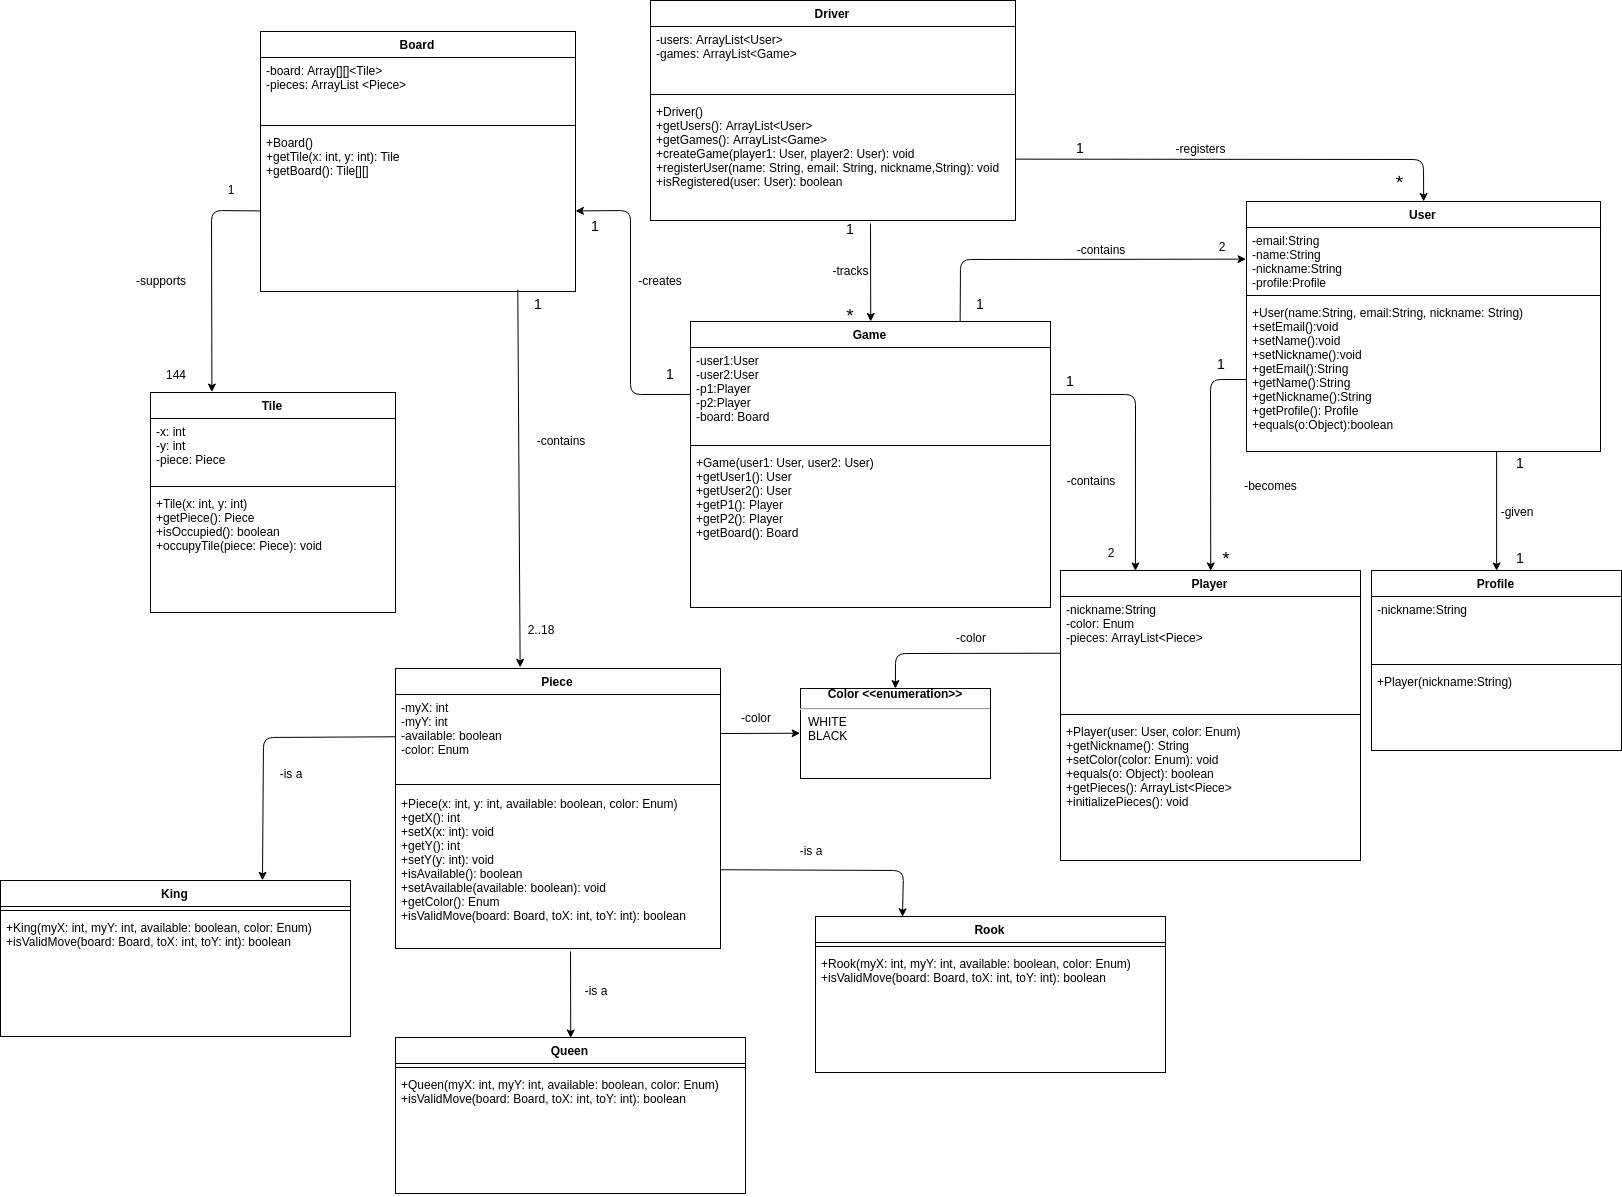 Driver
-users: ArrayList<User>
-games: ArrayList<Game>
+Driver()
+getUsers(): ArrayList<User>
+getGames(): ArrayList<Game>
+createGame(player1: User, player2: User): void
+registerUser(name: String, email: String, nickname,String): void
+isRegistered(user: User): boolean
Board
-board: Array[][]<Tile>
-pieces: ArrayList <Piece>
+Board()
+getTile(x: int, y: int): Tile
+getBoard(): Tile[][]
1
-registers
*
1
-supports
144
1
-creates
1
1
-tracks
*
-contains
2
1
User
-email:String
-name:String
-nickname:String
-profile:Profile
+User(name:String, email:String, nickname: String)
+setEmail():void
+setName():void
+setNickname():void
+getEmail():String
+getName():String
+getNickname():String
+getProfile(): Profile
+equals(o:Object):boolean
Game
-user1:User
-user2:User
-p1:Player
-p2:Player
-board: Board
+Game(user1: User, user2: User)
+getUser1(): User
+getUser2(): User
+getP1(): Player
+getP2(): Player
+getBoard(): Board
Tile
-x: int
-y: int
-piece: Piece
+Tile(x: int, y: int)
+getPiece(): Piece
+isOccupied(): boolean
+occupyTile(piece: Piece): void
1
-contains
2..18
1
-contains
2
1
-becomes
*
1
-given
1
Player
-nickname:String
-color: Enum
-pieces: ArrayList<Piece>
+Player(user: User, color: Enum)
+getNickname(): String
+setColor(color: Enum): void
+equals(o: Object): boolean
+getPieces(): ArrayList<Piece>
+initializePieces(): void
Profile
-nickname:String
+Player(nickname:String)
-color
Color <<enumeration>>
WHITE
BLACK
-color
Piece
-myX: int
-myY: int
-available: boolean
-color: Enum
+Piece(x: int, y: int, available: boolean, color: Enum)
+getX(): int
+setX(x: int): void
+getY(): int
+setY(y: int): void
+isAvailable(): boolean
+setAvailable(available: boolean): void
+getColor(): Enum
+isValidMove(board: Board, toX: int, toY: int): boolean
-is a
-is a
-is a
King
+King(myX: int, myY: int, available: boolean, color: Enum)
+isValidMove(board: Board, toX: int, toY: int): boolean
Rook
+Rook(myX: int, myY: int, available: boolean, color: Enum)
+isValidMove(board: Board, toX: int, toY: int): boolean
Queen
+Queen(myX: int, myY: int, available: boolean, color: Enum)
+isValidMove(board: Board, toX: int, toY: int): boolean